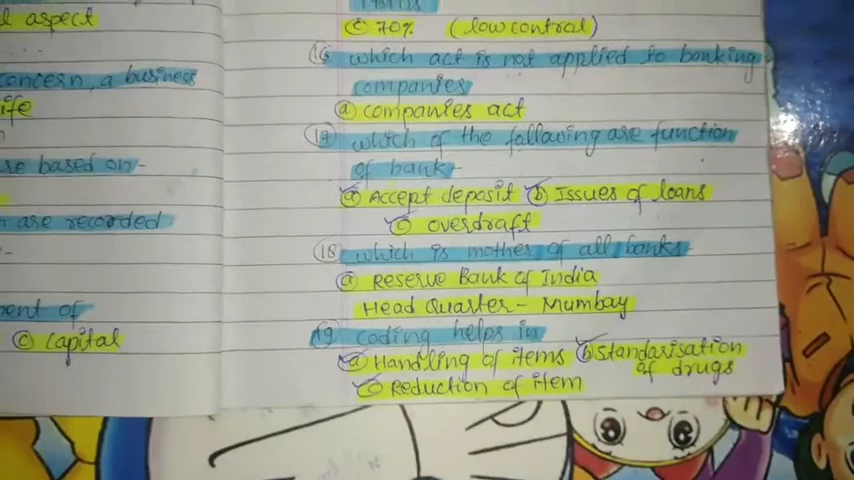 l aspect
concern, a business
ife
re based on-
are recorded
ent of
© capital
© 70% (low control)
16 which act is not applied to banking
companies
ⓐ companies act
17 which of the following are function
of bank-
ⓐ Accept deposit ⓑ Issues of loans
ⓒ overdraft
18 which is mother of all banks
ⓐ Reserve Bank of India
Head Quarter - Mumbay
19 coding helps in
ⓐ Handling of items ⓑ standarisation
of drugs
ⓒ Reduction of item